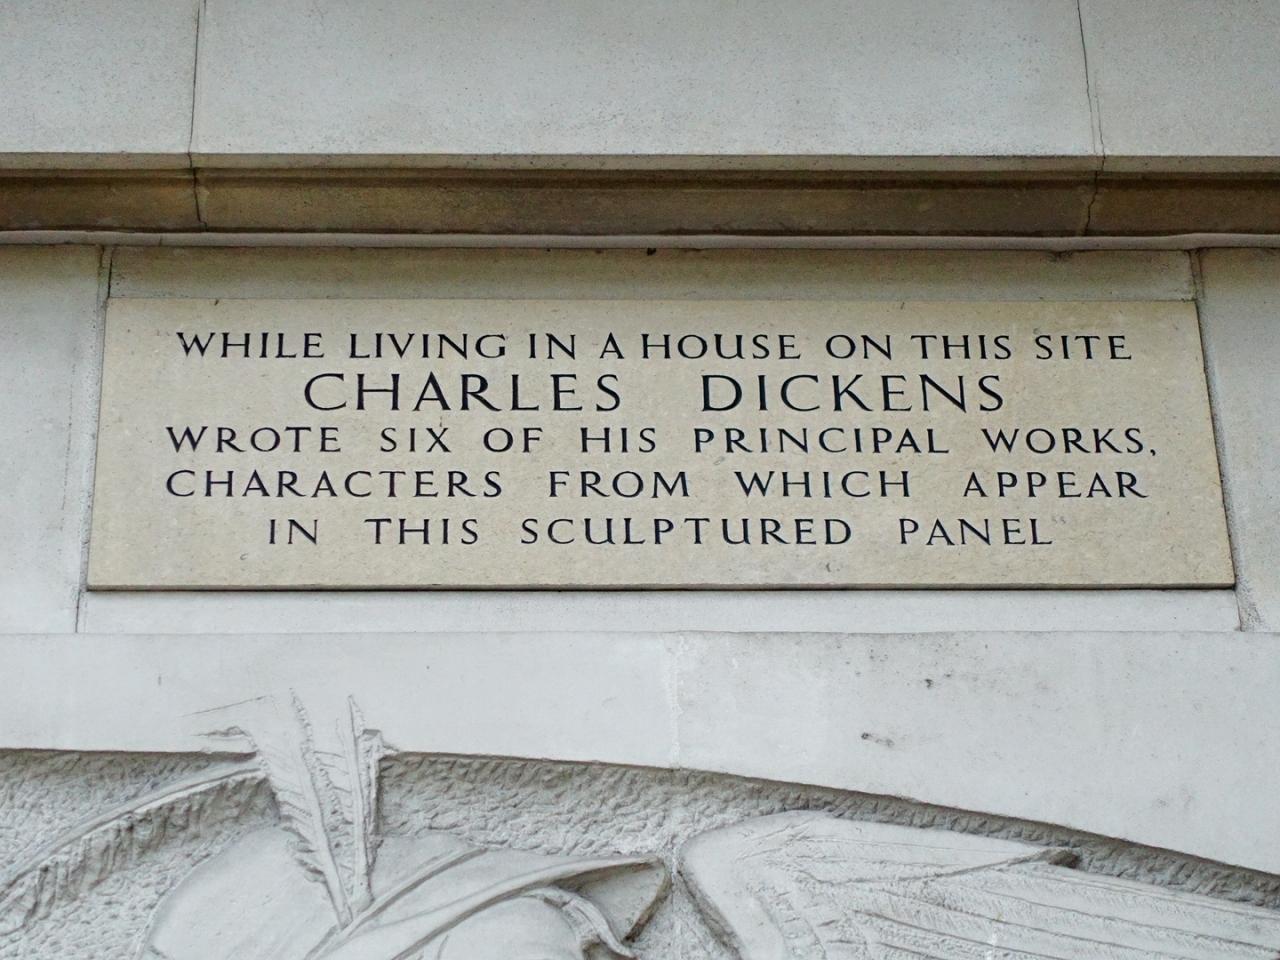 WHILE LIVING IN A HOUSE ON THIS SITE
CHARLES DICKENS
WROTE SIX OF HIS PRINCIPAL WORKS,
CHARACTERS FROM WHICH APPEAR
IN THIS SCULPTURED PANEL